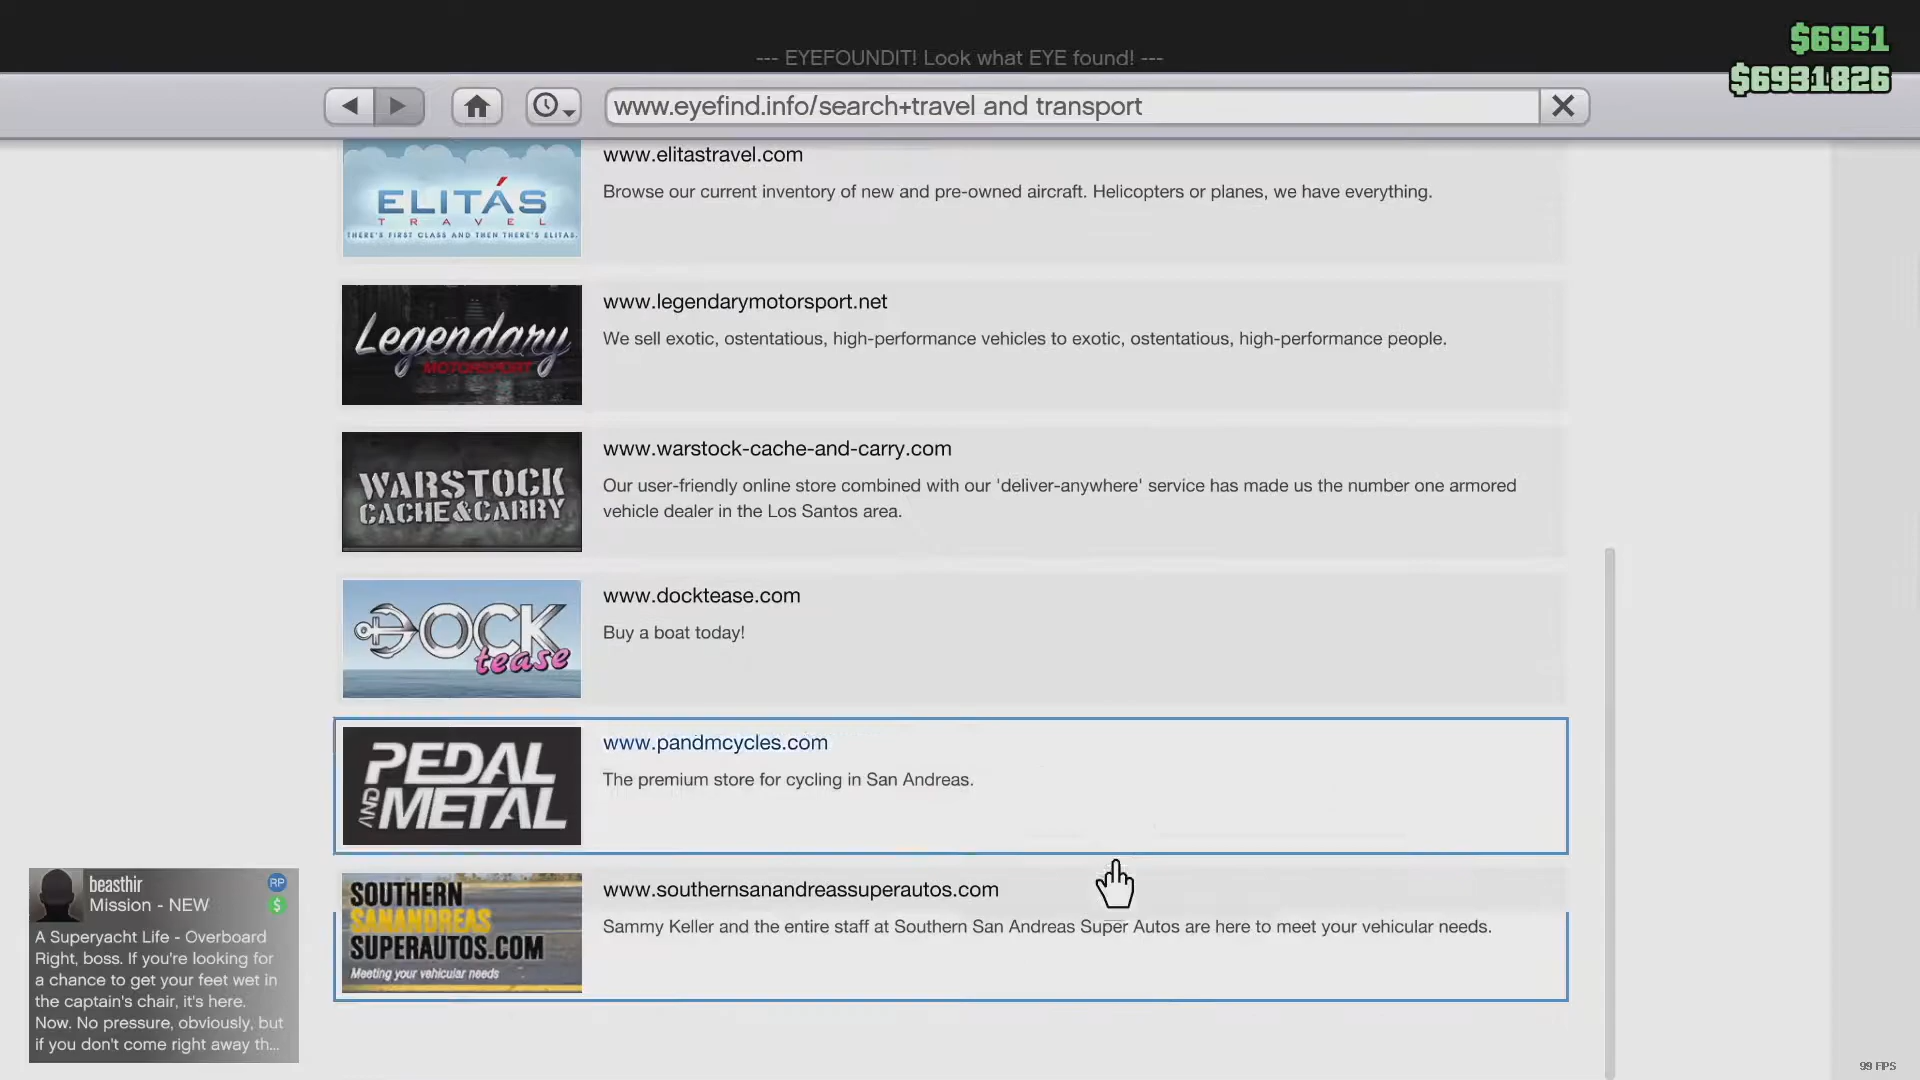 --- EYEFOUNDIT! Look what EYE found! ---
$6951
$6931826
www.eyefind.info/search+travel and transport
ELITÁS
TRAVEL
THERE'S FIRST CLASS AND THEN THERE'S ELITAS.
www.elitastravel.com
Browse our current inventory of new and pre-owned aircraft. Helicopters or planes, we have everything.
Legendary
MOTORSPORT
www.legendarymotorsport.net
We sell exotic, ostentatious, high-performance vehicles to exotic, ostentatious, high-performance people.
WARSTOCK
CACHE&CARRY
www.warstock-cache-and-carry.com
Our user-friendly online store combined with our 'deliver-anywhere' service has made us the number one armored
vehicle dealer in the Los Santos area.
DOCK
tease
www.docktease.com
Buy a boat today!
PEDAL
AND METAL
www.pandmcycles.com
The premium store for cycling in San Andreas.
SOUTHERN
SANANDREAS
SUPERAUTOS.COM
Meeting your vehicular needs
www.southernsanandreassuperautos.com
Sammy Keller and the entire staff at Southern San Andreas Super Autos are here to meet your vehicular needs.
beasthir
RP
Mission - NEW
$
A Superyacht Life - Overboard
Right, boss. If you're looking for
a chance to get your feet wet in
the captain's chair, it's here.
Now. No pressure, obviously, but
if you don't come right away th...
99 FPS